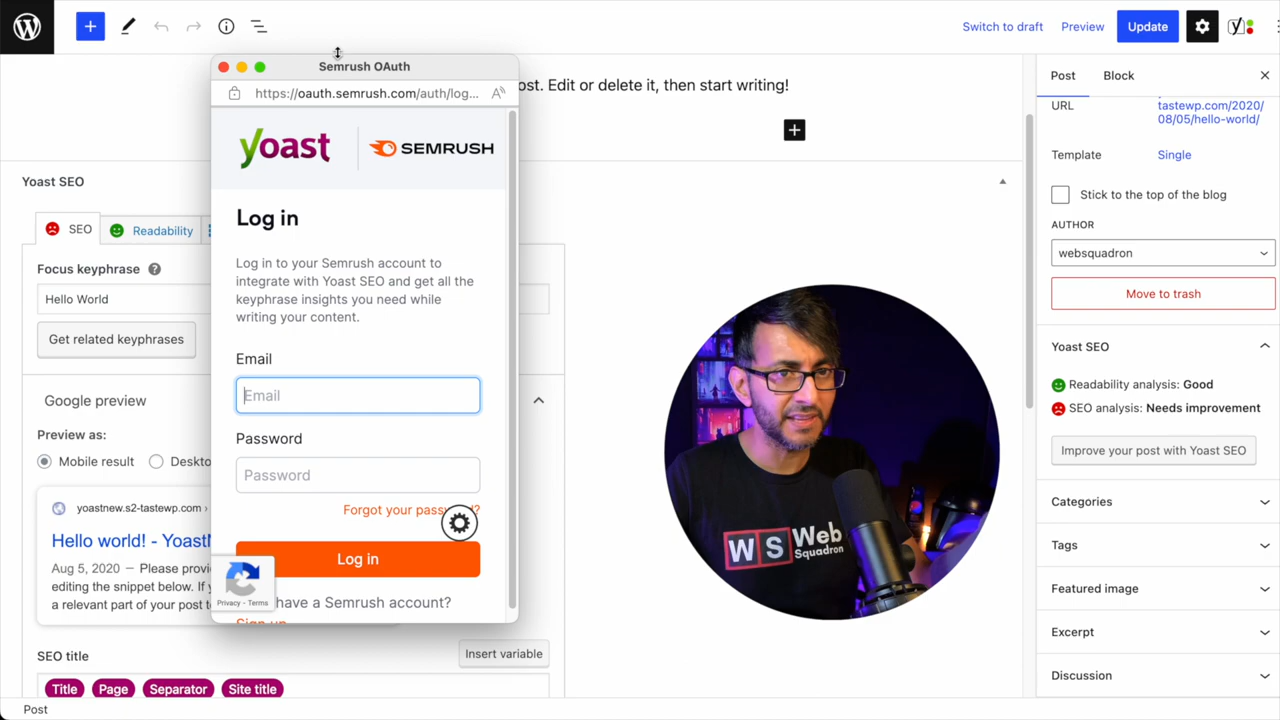 Switch to draft
Preview
Update
Semrush OAuth
https://oauth.semrush.com/auth/log...
ost. Edit or delete it, then start writing!
yoast
SEMRUSH
Log in
Log in to your Semrush account to
integrate with Yoast SEO and get all the
keyphrase insights you need while
writing your content.
Email
Email
Password
Password
Forgot your pass ?
Log in
Privacy - Terms
have a Semrush account?
Sign up
Yoast SEO
SEO
Readability
Focus keyphrase
Hello World
Get related keyphrases
Google preview
Preview as:
Mobile result
Deskto
yoastnew.s2-tastewp.com ›
Hello world! - YoastN
Aug 5, 2020 — Please provi
editing the snippet below. If y
a relevant part of your post to
SEO title
Insert variable
Title
Page
Separator
Site title
Post
WS Web
Squadron
Post
Block
URL
tastewp.com/2020/
08/05/hello-world/
Template
Single
Stick to the top of the blog
AUTHOR
websquadron
Move to trash
Yoast SEO
Readability analysis: Good
SEO analysis: Needs improvement
Improve your post with Yoast SEO
Categories
Tags
Featured image
Excerpt
Discussion